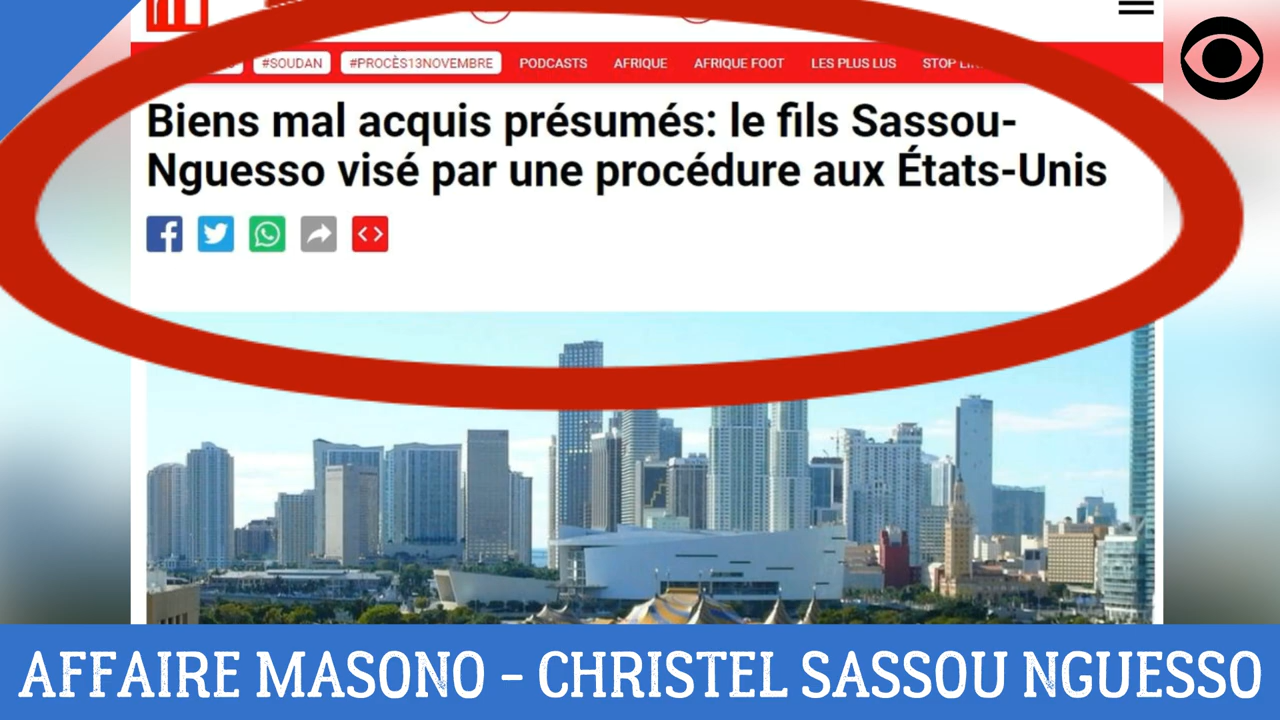 #SOUDAN #PROCÈS13NOVEMBRE PODCASTS AFRIQUE AFRIQUE FOOT LES PLUS LUS STOP
Biens mal acquis présumés: le fils Sassou-
Nguesso visé par une procédure aux États-Unis
AFFAIRE MASONO - CHRISTEL SASSOU NGUESSO